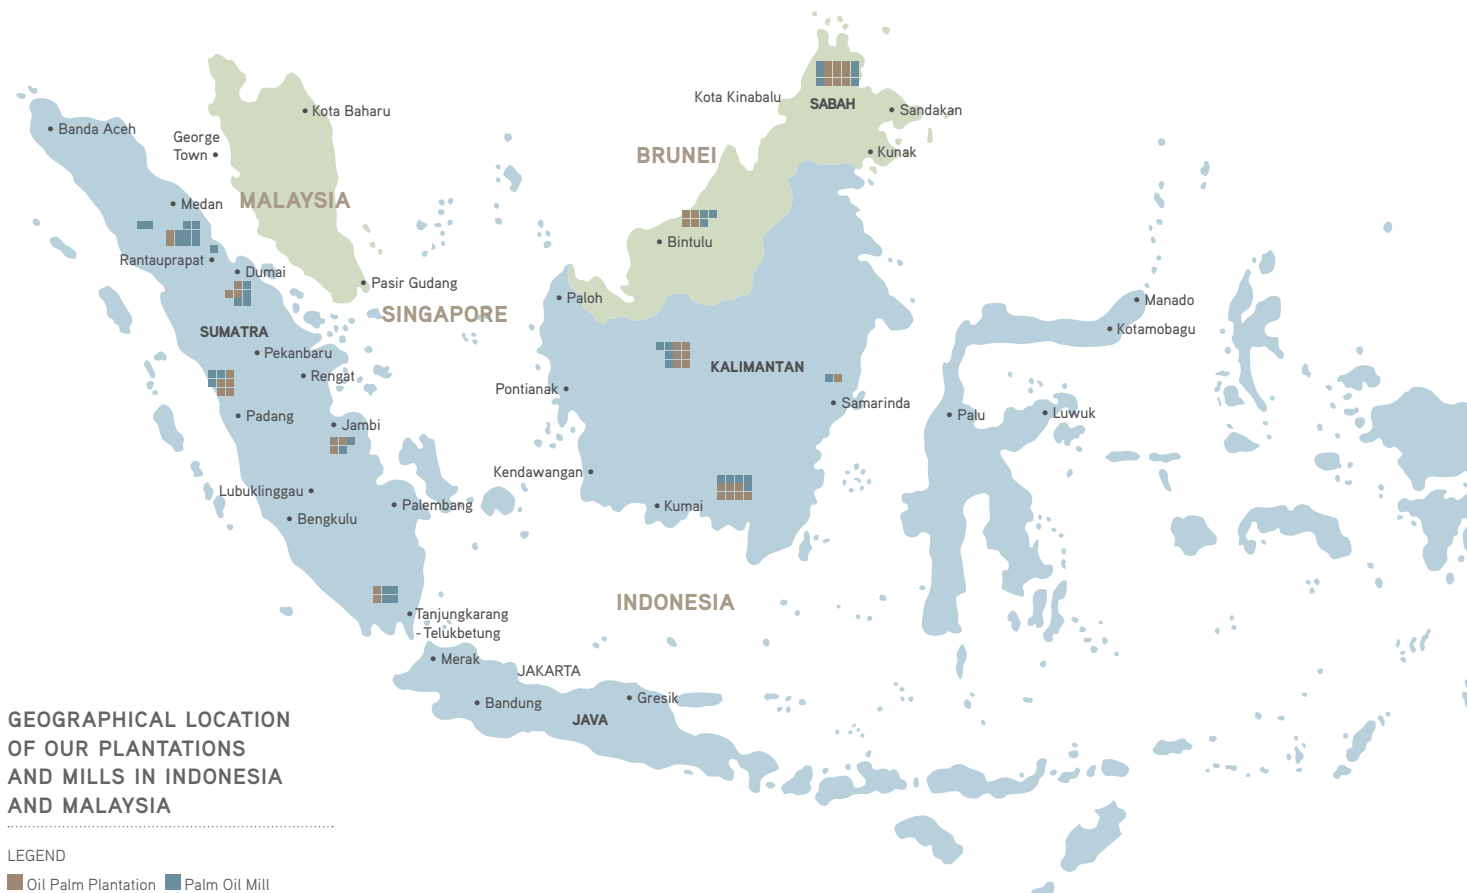 Kota Kinabalu
SABAH
Sandakan
Kota Baharu
Banda Aceh
George
Town
BRUNEI
Kunak
MALAYSIA
Medan
Bintulu
Rantauprapat
Dumai
Pasir Gudang
Paloh
SINGAPORE
Manado
Kotamobagu
SUMATRA
Pekanbaru
KALIMANTAN
Rengat
Pontianak
Samarinda
Padang
Palu
Luwuk
Jambi
Kendawangan
Lubuklinggau
Palembang
Kumai
Bengkulu
INDONESIA
Tanjungkarang
- Telukbetung
Merak
JAKARTA
Gresik
Bandung
JAVA
GEOGRAPHICAL LOCATION
OF OUR PLANTATIONS
AND MILLS IN INDONESIA
AND MALAYSIA
LEGEND
Oil Palm Plantation Palm Oil Mill